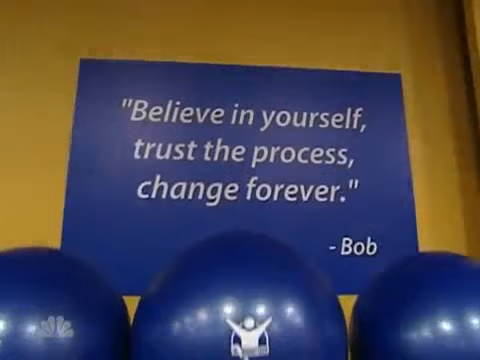 "Believe in yourself,
trust the process,
change forever."
- Bob